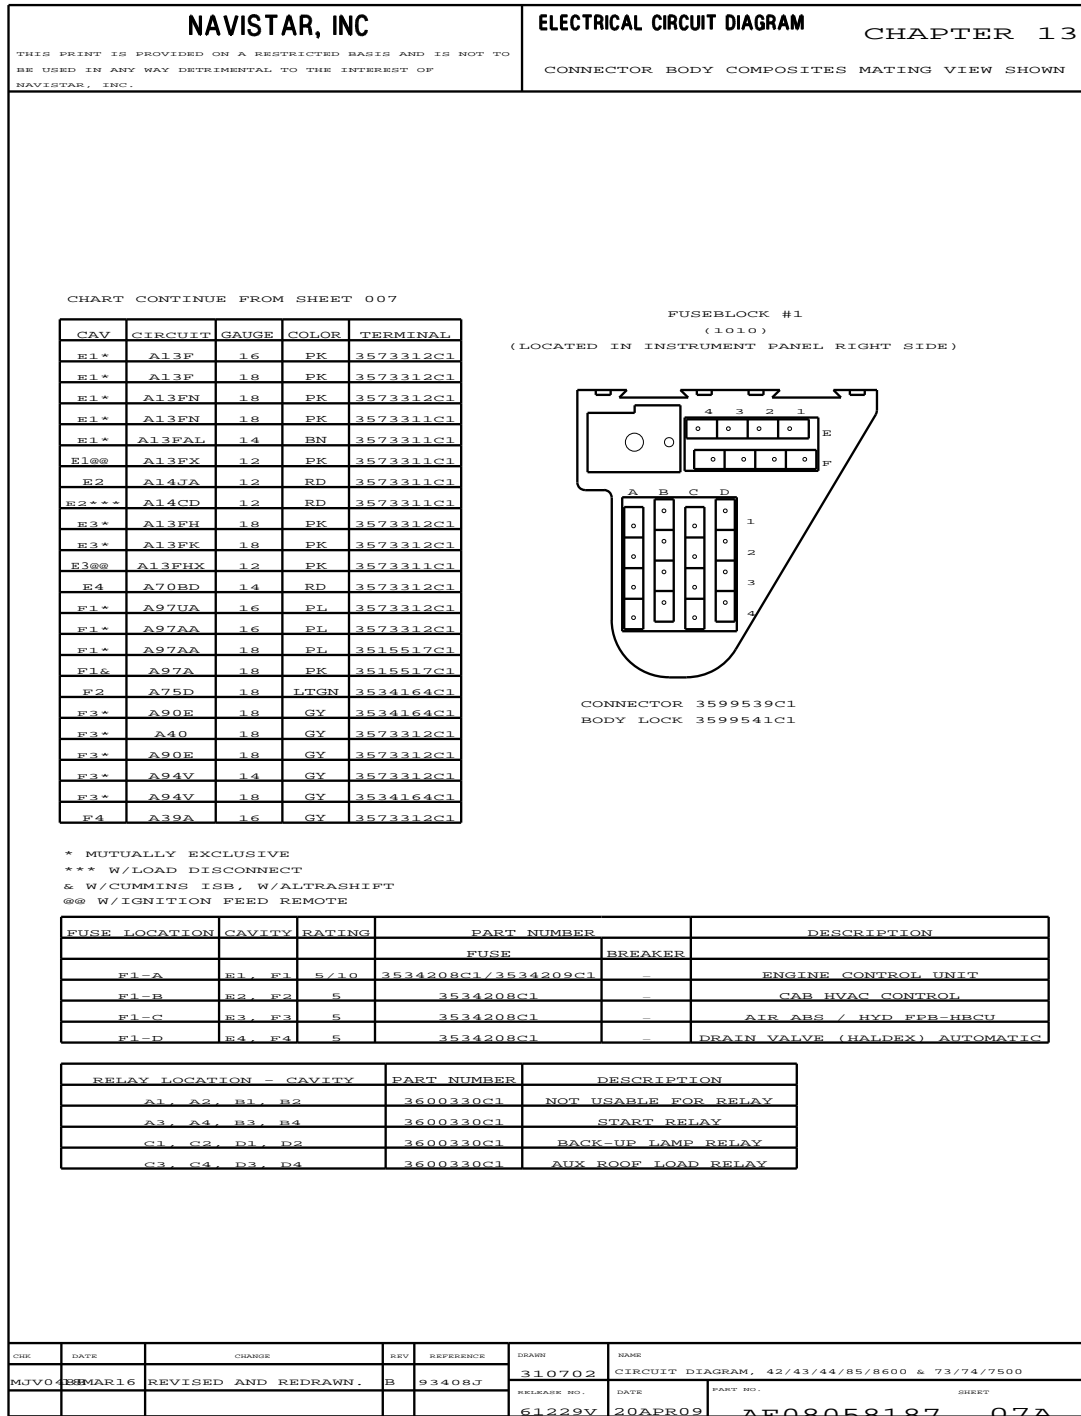 NAVISTAR, INC
THIS PRINT IS PROVIDED ON A RESTRICTED BASIS AND IS NOT TO
BE USED IN ANY WAY DETRIMENTAL TO THE INTEREST OF
NAVISTAR, INC.
ELECTRICAL CIRCUIT DIAGRAM CHAPTER 13
CONNECTOR BODY COMPOSITES MATING VIEW SHOWN
CHART CONTINUE FROM SHEET 007
CAV CIRCUIT GAUGE COLOR TERMINAL
E1* A13F 16 PK 3573312C1
E1* A13F 18 PK 3573312C1
E1* A13FN 18 PK 3573312C1
E1* A13FN 18 PK 3573311C1
E1* A13FAL 14 BN 3573311C1
E1@@ A13FX 12 PK 3573311C1
E2 A14JA 12 RD 3573311C1
E2*** A14CD 12 RD 3573311C1
E3* A13FH 18 PK 3573312C1
E3* A13FK 18 PK 3573312C1
E3@@ A13FHX 12 PK 3573311C1
E4 A70BD 14 RD 3573312C1
F1* A97UA 16 PL 3573312C1
F1* A97AA 16 PL 3573312C1
F1* A97AA 18 PL 3515517C1
F1& A97A 18 PK 3515517C1
F2 A75D 18 LTGN 3534164C1
F3* A90E 18 GY 3534164C1
F3* A40 18 GY 3573312C1
F3* A90E 18 GY 3573312C1
F3* A94V 14 GY 3573312C1
F3* A94V 18 GY 3534164C1
F4 A39A 16 GY 3573312C1
FUSEBLOCK #1
(1010)
(LOCATED IN INSTRUMENT PANEL RIGHT SIDE)
4 3 2 1
E
F
A B C D
1
2
3
4
CONNECTOR 3599539C1
BODY LOCK 3599541C1
* MUTUALLY EXCLUSIVE
*** W/LOAD DISCONNECT
& W/CUMMINS ISB, W/ALTRASHIFT
@@ W/IGNITION FEED REMOTE
FUSE LOCATION CAVITY RATING PART NUMBER DESCRIPTION
FUSE BREAKER
F1-A E1, F1 5/10 3534208C1/3534209C1 - ENGINE CONTROL UNIT
F1-B E2, F2 5 3534208C1 - CAB HVAC CONTROL
F1-C E3, F3 5 3534208C1 - AIR ABS / HYD FPB-HBCU
F1-D E4, F4 5 3534208C1 - DRAIN VALVE (HALDEX) AUTOMATIC
RELAY LOCATION - CAVITY PART NUMBER DESCRIPTION
A1, A2, B1, B2 3600330C1 NOT USABLE FOR RELAY
A3, A4, B3, B4 3600330C1 START RELAY
C1, C2, D1, D2 3600330C1 BACK-UP LAMP RELAY
C3, C4, D3, D4 3600330C1 AUX ROOF LOAD RELAY
CHK DATE CHANGE REV REFERENCE DRAWN NAME
REVISED AND REDRAWN. B 93408J 310702 CIRCUIT DIAGRAM, 42/43/44/85/8600 & 73/74/7500
RELEASE NO. DATE PART NO. SHEET
61229V 20APR09 AE08058187 07A